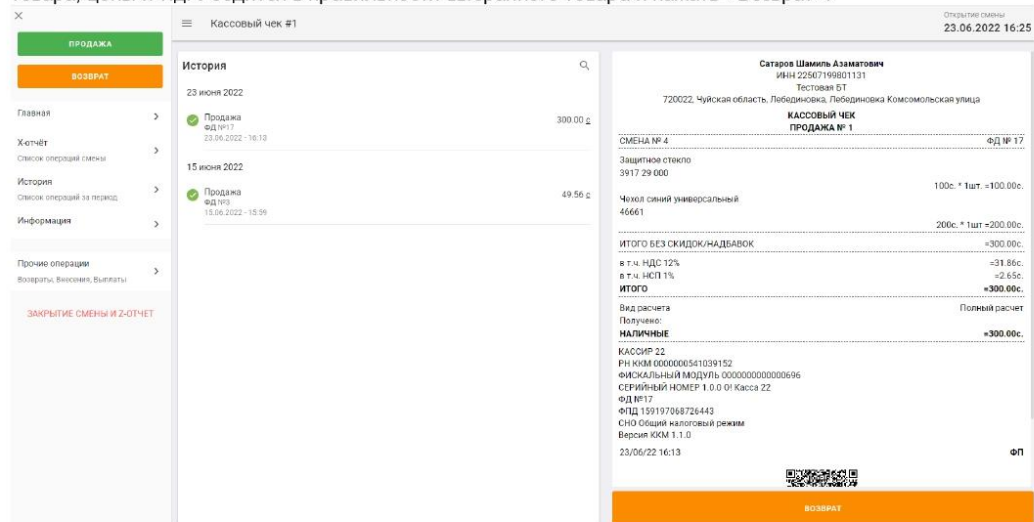 Кассовый чек #1
Открытие смены
23.06.2022 16:25
ПРОДАЖА
ВОЗВРАТ
Главная
Х-отчёт
Список операций смены
История
Список операций за период
Информация
Прочие операции
Возвраты, Внесения, Выплаты
ЗАКРЫТИЕ СМЕНЫ И Z-ОТЧЕТ
История
23 июня 2022
Продажа 300.00 с
ФД №17
23.06.2022 - 16:13
15 июня 2022
Продажа 49.56 с
ФД №3
15.06.2022 - 15:59
Сатаров Шамиль Азаматович
ИНН 22507199801131
Тестовая БТ
720022, Чуйская область, Лебединовка, Лебединовка Комсомольская улица
КАССОВЫЙ ЧЕК
ПРОДАЖА № 1
СМЕНА № 4 ФД № 17
Защитное стекло
3917 29 000
100с. * 1шт. =100.00с.
Чехол синий универсальный
46661
200с. * 1шт =200.00с.
ИТОГО БЕЗ СКИДОК/НАДБАВОК =300.00с.
в т.ч. НДС 12% =31.86с.
в т.ч. НСП 1% =2.65с.
ИТОГО =300.00с.
Вид расчета Полный расчет
Получено:
НАЛИЧНЫЕ =300.00с.
КАССИР 22
РН ККМ 0000000541039152
ФИСКАЛЬНЫЙ МОДУЛЬ 0000000000000696
СЕРИЙНЫЙ НОМЕР 1.0.0 О! Касса 22
ФД №17
ФПД 159197068726443
СНО Общий налоговый режим
Версия ККМ 1.1.0
23/06/22 16:13 ФП
ВОЗВРАТ